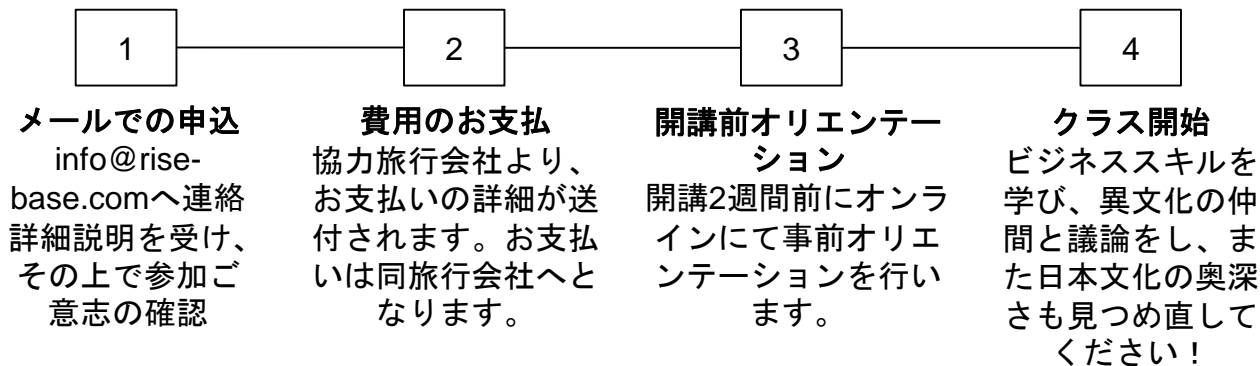 1
メールでの申込
info@rise-
base.comへ連絡
詳細説明を受け、
その上で参加ご
意志の確認
2
費用のお支払
協力旅行会社より、
お支払いの詳細が送
付されます。お支払
いは同旅行会社へと
なります。
3
開講前オリエンテー
ション
開講2週間前にオンラ
インにて事前オリエ
ンテーションを行い
ます。
4
クラス開始
ビジネススキルを
学び、異文化の仲
間と議論をし、ま
た日本文化の奥深
さも見つめ直して
ください！